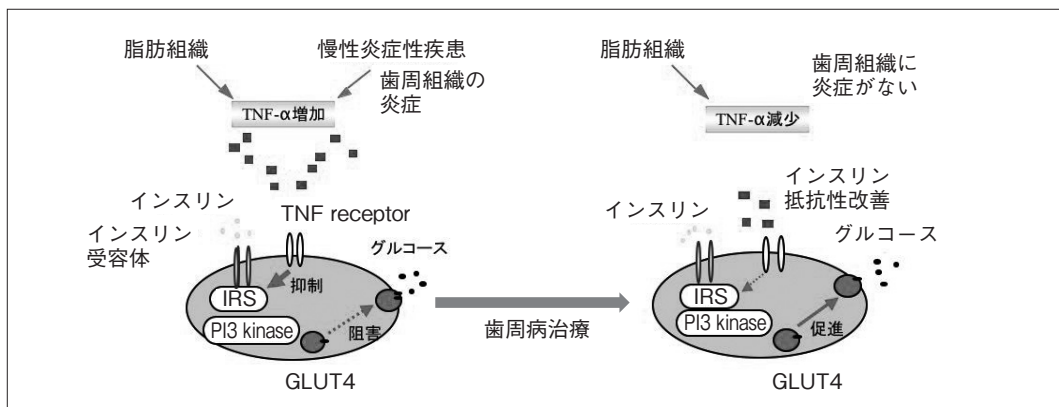 脂肪組織
慢性炎症性疾患
歯周組織の
炎症
TNF-α増加
インスリン
TNF receptor
インスリン
受容体
グルコース
抑制
IRS
PI3 kinase
阻害
GLUT4
歯周病治療
脂肪組織
歯周組織に
炎症がない
TNF-α減少
インスリン
インスリン
抵抗性改善
グルコース
IRS
PI3 kinase
促進
GLUT4